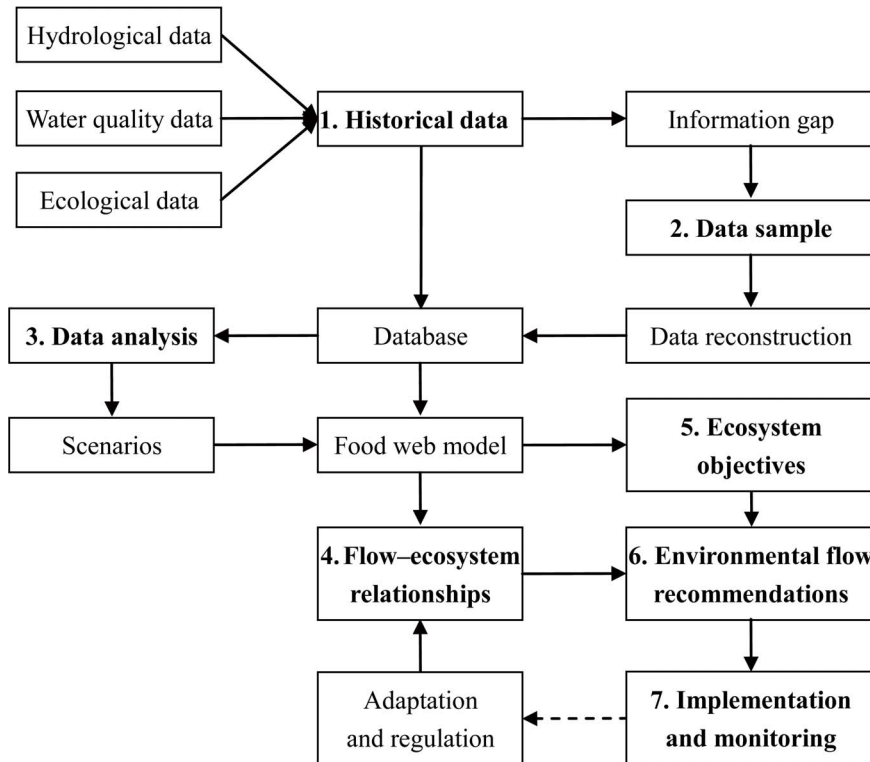 Hydrological data
Water quality data
Ecological data
1. Historical data
Information gap
2. Data sample
3. Data analysis
Database
Data reconstruction
Scenarios
Food web model
5. Ecosystem
objectives
4. Flow–ecosystem
relationships
6. Environmental flow
recommendations
Adaptation
and regulation
7. Implementation
and monitoring